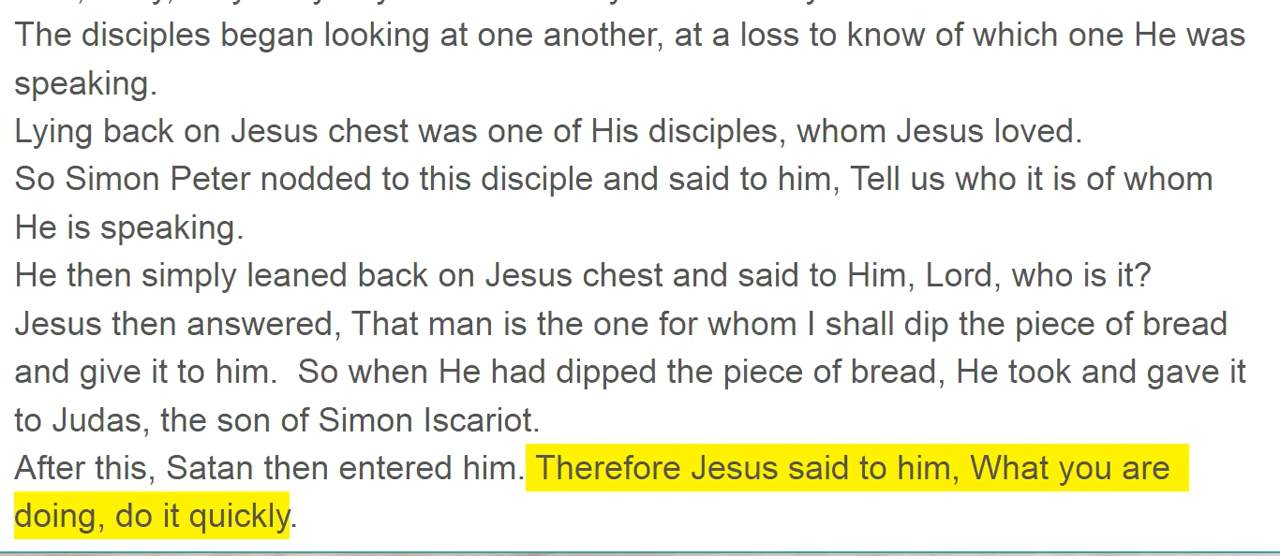 The disciples began looking at one another, at a loss to know of which one He was
speaking.
Lying back on Jesus chest was one of His disciples, whom Jesus loved.
So Simon Peter nodded to this disciple and said to him, Tell us who it is of whom
He is speaking.
He then simply leaned back on Jesus chest and said to Him, Lord, who is it?
Jesus then answered, That man is the one for whom I shall dip the piece of bread
and give it to him.  So when He had dipped the piece of bread, He took and gave it
to Judas, the son of Simon Iscariot.
After this, Satan then entered him. Therefore Jesus said to him, What you are
doing, do it quickly.